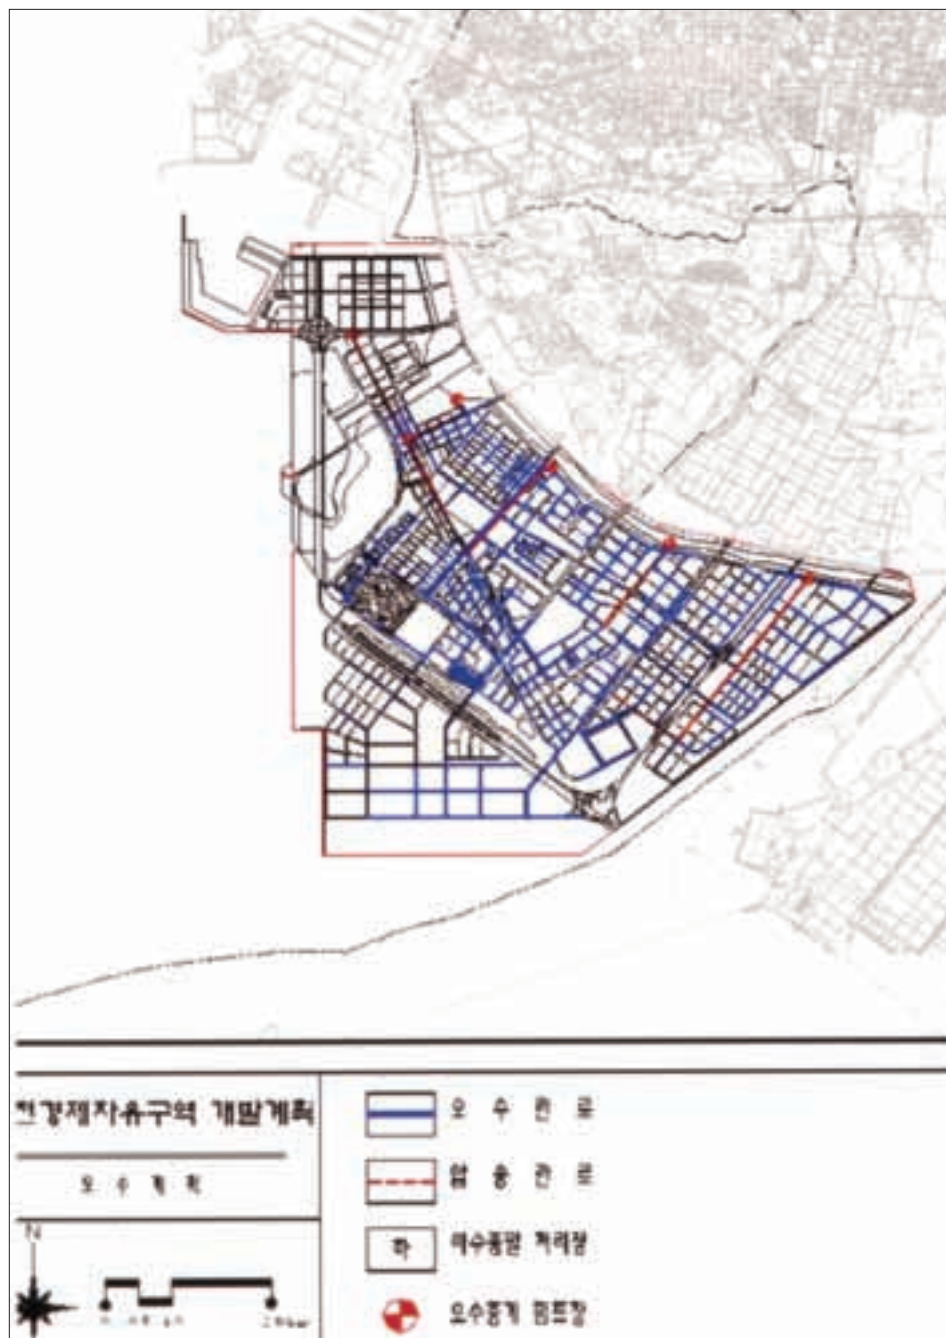 천경제자유구역 개발계획
오 수 계 획
N
오 수 관 로
압 송 관 로
하
하수종말 처리장
오수중계 펌프장